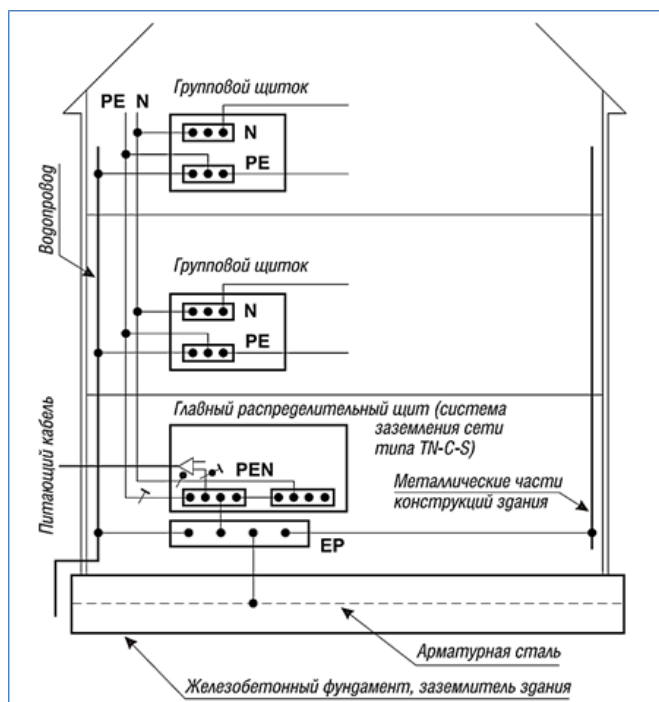 Групповой щиток
PE N
N
PE
Водопровод
Групповой щиток
N
PE
Главный распределительный щит (система
заземления сети
типа TN-C-S)
Питающий кабель
PEN
Металлические части
конструкций здания
EP
Арматурная сталь
Железобетонный фундамент, заземлитель здания